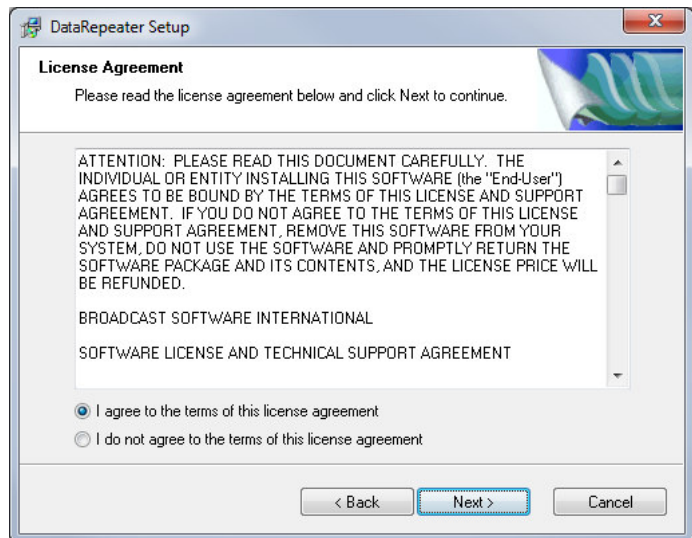 DataRepeater Setup
License Agreement
Please read the license agreement below and click Next to continue.
ATTENTION: PLEASE READ THIS DOCUMENT CAREFULLY. THE
INDIVIDUAL OR ENTITY INSTALLING THIS SOFTWARE (the "End-User")
AGREES TO BE BOUND BY THE TERMS OF THIS LICENSE AND SUPPORT
AGREEMENT. IF YOU DO NOT AGREE TO THE TERMS OF THIS LICENSE
AND SUPPORT AGREEMENT, REMOVE THIS SOFTWARE FROM YOUR
SYSTEM, DO NOT USE THE SOFTWARE AND PROMPTLY RETURN THE
SOFTWARE PACKAGE AND ITS CONTENTS, AND THE LICENSE PRICE WILL
BE REFUNDED.
BROADCAST SOFTWARE INTERNATIONAL
SOFTWARE LICENSE AND TECHNICAL SUPPORT AGREEMENT
I agree to the terms of this license agreement
I do not agree to the terms of this license agreement
< Back Next > Cancel